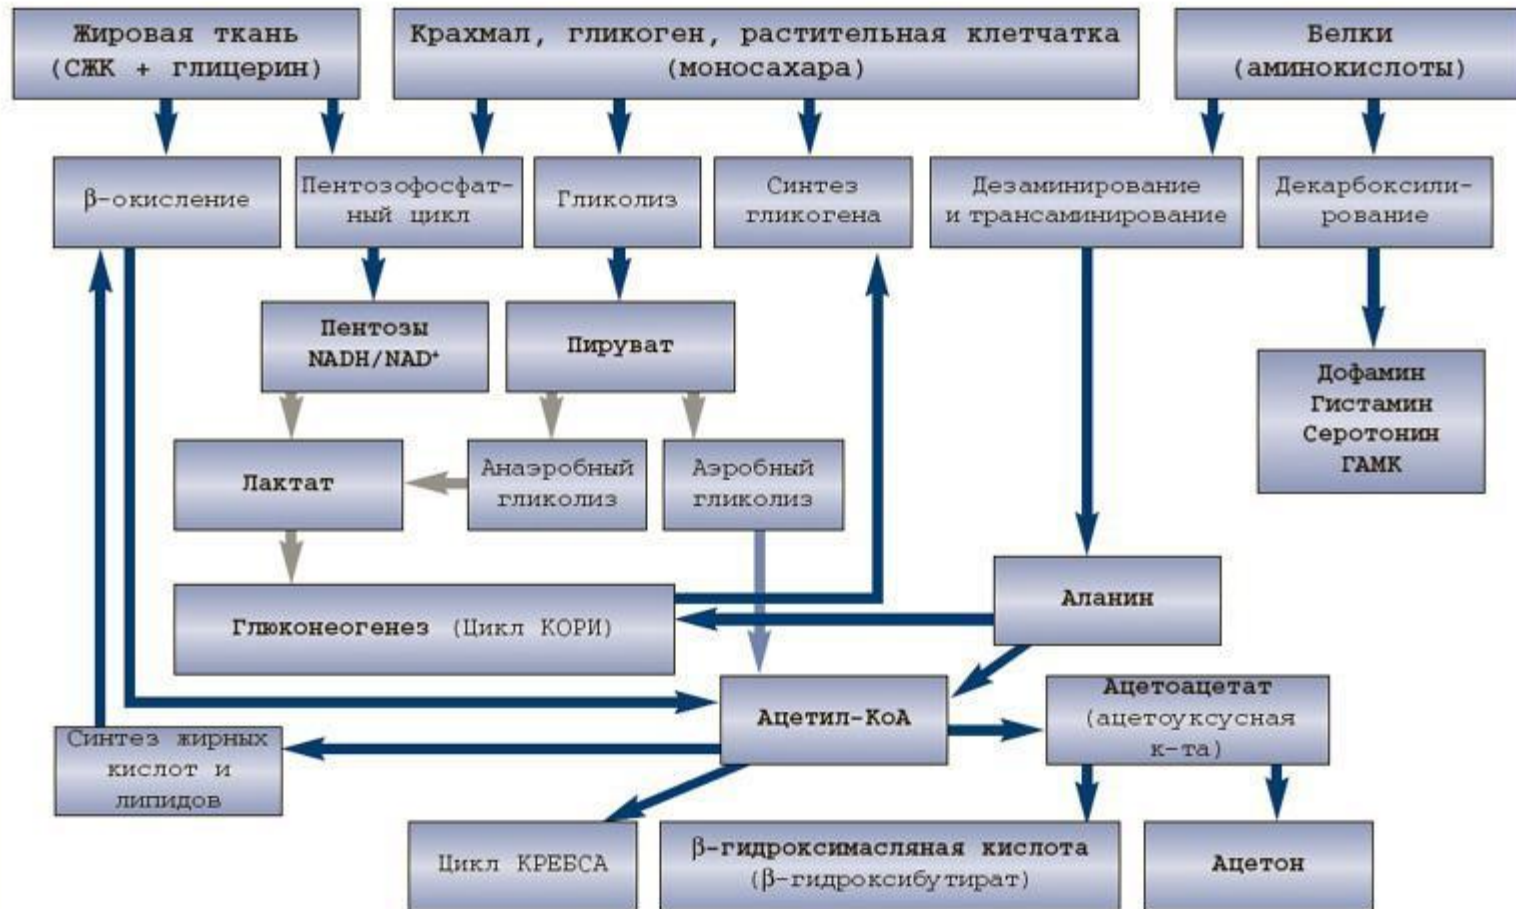 Жировая ткань
(СЖК + глицерин)
Крахмал, гликоген, растительная клетчатка
(моносахара)
Белки
(аминокислоты)
β-окисление
Пентозофосфат-
ный цикл
Гликолиз
Синтез
гликогена
Дезаминирование
и трансаминирование
Декарбоксили-
рование
Пентозы
NADH/NAD⁺
Пируват
Дофамин
Гистамин
Серотонин
ГАМК
Лактат
Анаэробный
гликолиз
Аэробный
гликолиз
Глюконеогенез (Цикл КОРИ)
Аланин
Ацетил-КоА
Ацетоацетат
(ацетоуксусная
к-та)
Синтез жирных
кислот и
липидов
Цикл КРЕБСА
β-гидроксимасляная кислота
(β-гидроксибутират)
Ацетон